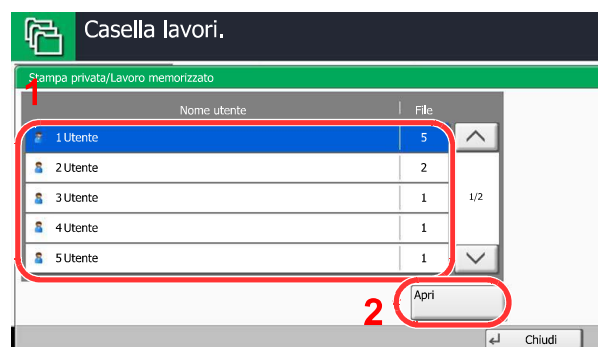 Casella lavori.
Stampa privata/Lavoro memorizzato
1
Nome utente File
1 Utente 5
2 Utente 2
3 Utente 1
1/2
4 Utente 1
5 Utente 1
Apri
2
Chiudi